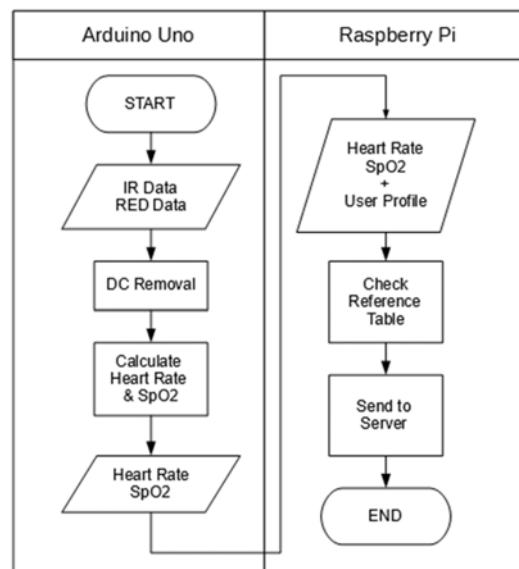 Arduino Uno
Raspberry Pi
START
IR Data
RED Data
DC Removal
Calculate
Heart Rate
& SpO2
Heart Rate
SpO2
Heart Rate
SpO2
+
User Profile
Check
Reference
Table
Send to
Server
END